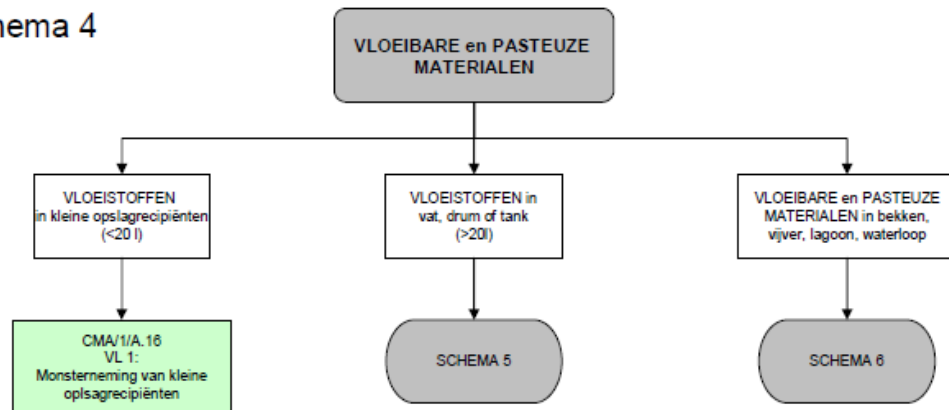 hema 4
VLOEIBARE en PASTEUZE
MATERIALEN
VLOEISTOFFEN
in kleine opslagrecipiënten
(<20 l)
VLOEISTOFFEN in
vat, drum of tank
(>20l)
VLOEIBARE en PASTEUZE
MATERIALEN in bekken,
vijver, lagoon, waterloop
CMA/1/A.16
VL 1:
Monsterneming van kleine
oplsagrecipiënten
SCHEMA 5
SCHEMA 6